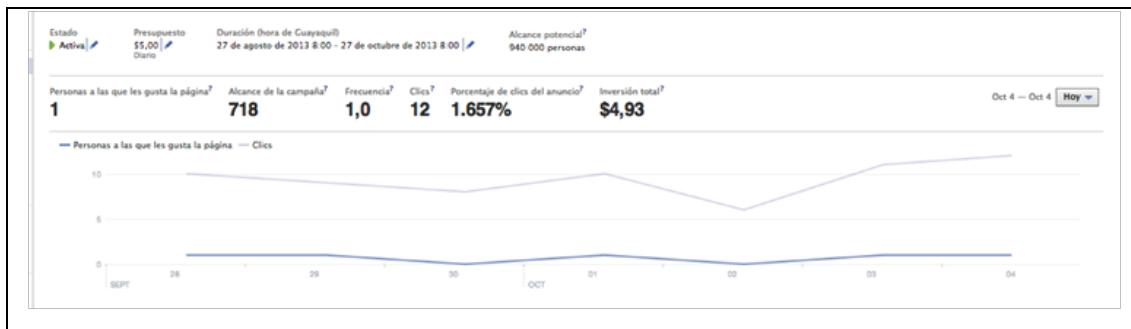 Estado Presupuesto Duración (hora de Guayaquil) Alcance potencial?
Activa $5,00 27 de agosto de 2013 8:00 - 27 de octubre de 2013 8:00 940 000 personas
Diario
Personas a las que les gusta la página? Alcance de la campaña? Frecuencia? Clics? Porcentaje de clics del anuncio? Inversión total?
1 718 1,0 12 1.657% $4,93 Oct 4 — Oct 4 Hoy
Personas a las que les gusta la página Clics
10
5
0
28 29 30 01 02 03 04
SEPT OCT